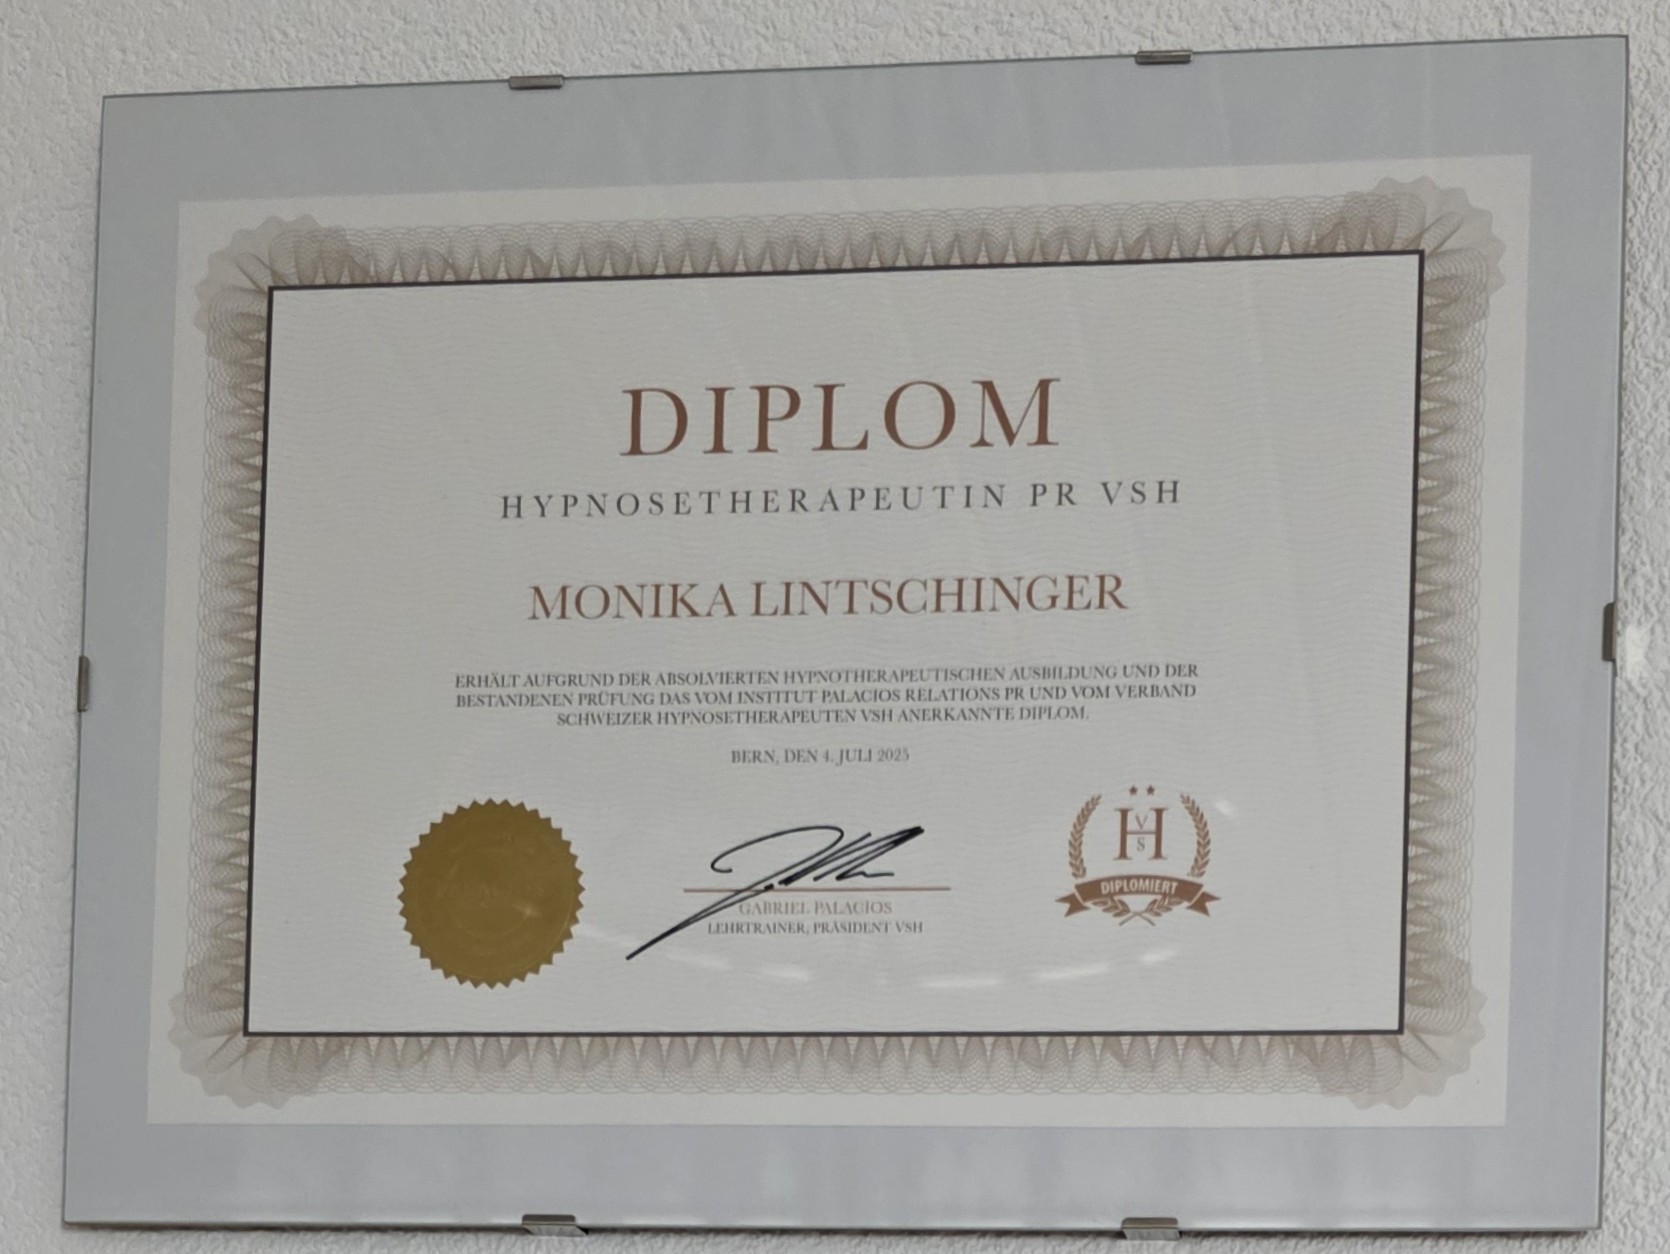 DIPLOM
HYPNOSETHERAPEUTIN PR VSH
MONIKA LINTSCHINGER
ERHÄLT AUFGRUND DER ABSOLVIERTEN HYPNOTHERAPEUTISCHEN AUSBILDUNG UND DER
BESTANDENEN PRÜFUNG DAS VOM INSTITUT PALACIOS RELATIONS PR UND VOM VERBAND
SCHWEIZER HYPNOSETHERAPEUTEN VSH ANERKANNTE DIPLOM.
BERN, DEN 4. JULI 2025
GABRIEL PALACIOS
LEHRTRAINER, PRÄSIDENT VSH
VHS
DIPLOMIERT